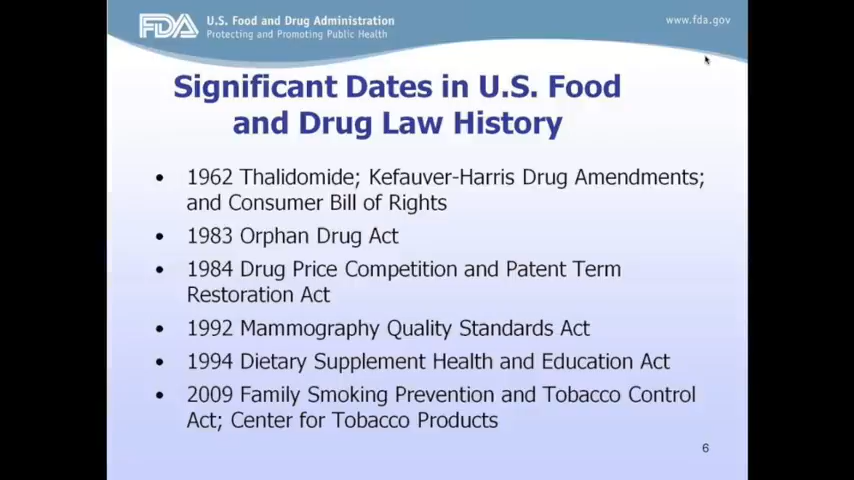 FDA U.S. Food and Drug Administration
Protecting and Promoting Public Health
www.fda.gov
Significant Dates in U.S. Food
and Drug Law History
• 1962 Thalidomide; Kefauver-Harris Drug Amendments;
and Consumer Bill of Rights
• 1983 Orphan Drug Act
• 1984 Drug Price Competition and Patent Term
Restoration Act
• 1992 Mammography Quality Standards Act
• 1994 Dietary Supplement Health and Education Act
• 2009 Family Smoking Prevention and Tobacco Control
Act; Center for Tobacco Products
6